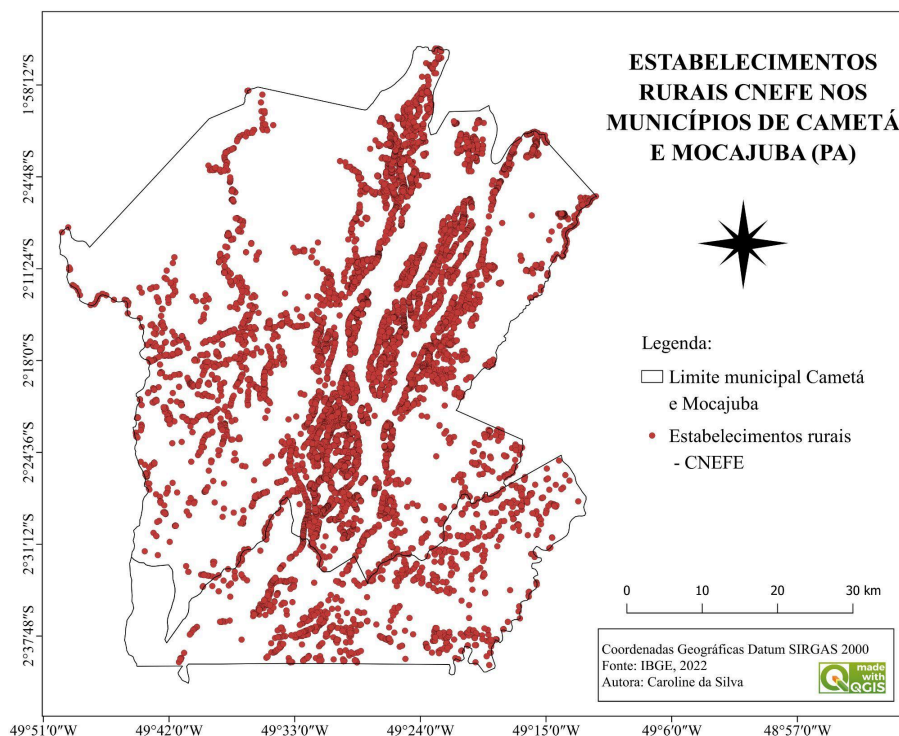 ESTABELECIMENTOS
RURAIS CNEFE NOS
MUNICÍPIOS DE CAMETÁ
E MOCAJUBA (PA)
Legenda:
Limite municipal Cametá
e Mocajuba
Estabelecimentos rurais
- CNEFE
0 10 20 30 km
Coordenadas Geográficas Datum SIRGAS 2000
Fonte: IBGE, 2022
Autora: Caroline da Silva
made
with
QGIS
1°58'12"S
2°4'48"S
2°11'24"S
2°18'0"S
2°24'36"S
2°31'12"S
2°37'48"S
49°51'0"W 49°42'0"W 49°33'0"W 49°24'0"W 49°15'0"W 49°6'0"W 48°57'0"W